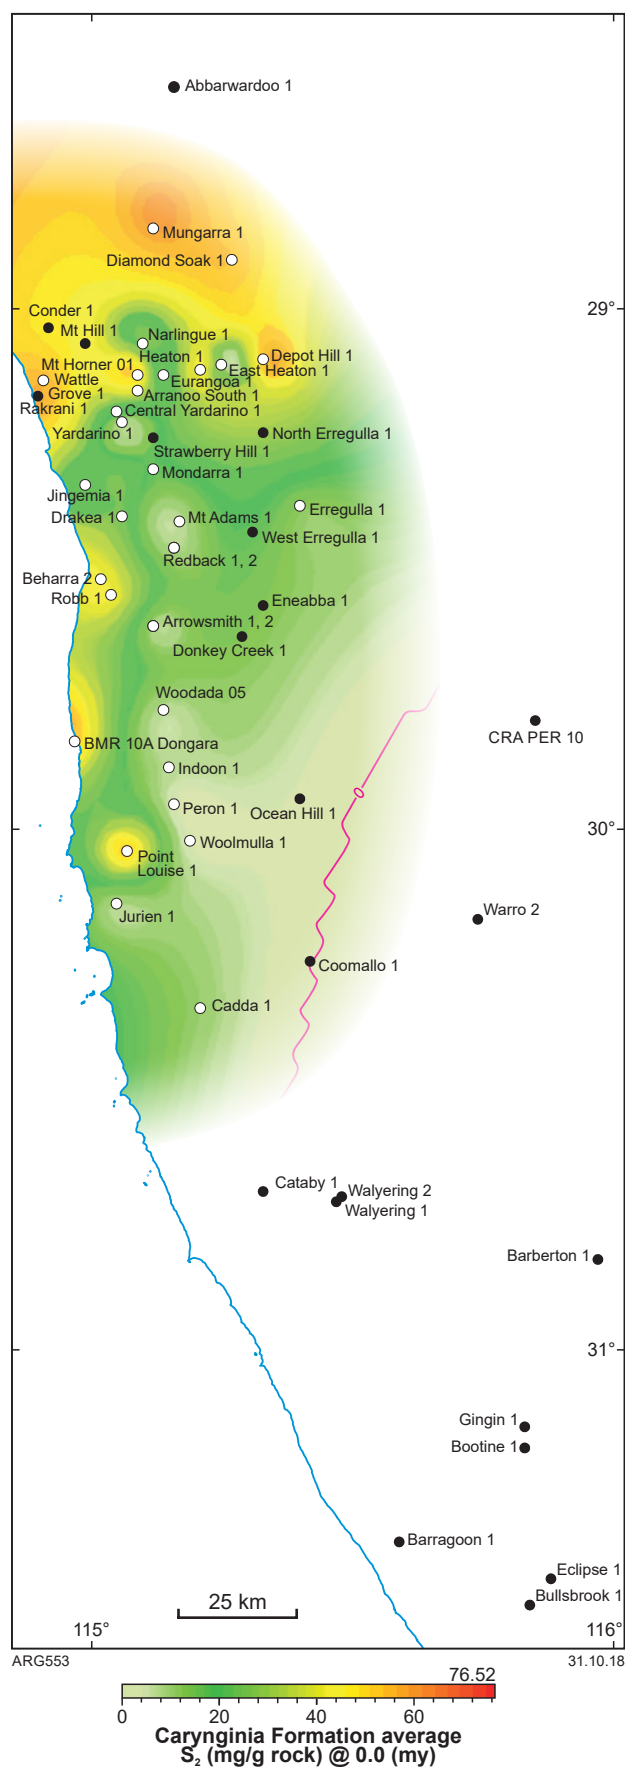 Abbarwardoo 1
Mungarra 1
Diamond Soak 1
29°
Conder 1
Mt Hill 1
Narlingue 1
Heaton 1
Depot Hill 1
Mt Horner 01
East Heaton 1
Wattle
Grove 1
Eurangoa 1
Arranoo South 1
Rakrani 1
Central Yardarino 1
Yardarino 1
North Erregulla 1
Strawberry Hill 1
Mondarra 1
Jingemia 1
Erregulla 1
Drakea 1
Mt Adams 1
West Erregulla 1
Redback 1, 2
Beharra 2
Robb 1
Eneabba 1
Arrowsmith 1, 2
Donkey Creek 1
Woodada 05
CRA PER 10
BMR 10A Dongara
Indoon 1
Peron 1
Ocean Hill 1
30°
Woolmulla 1
Point
Louise 1
Jurien 1
Warro 2
Coomallo 1
Cadda 1
Cataby 1
Walyering 2
Walyering 1
Barberton 1
31°
Gingin 1
Bootine 1
Barragoon 1
Eclipse 1
Bullsbrook 1
25 km
115°
116°
ARG553
31.10.18
76.52
0 20 40 60
Carynginia Formation average
S₂ (mg/g rock) @ 0.0 (my)